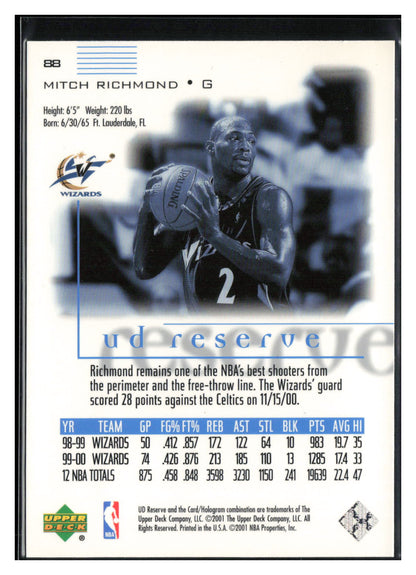 88
MITCH RICHMOND • G
Height: 6'5" Weight: 220 lbs
Born: 6/30/65 Ft. Lauderdale, FL
WIZARDS
SPALDING
2
ud reserve
reserve
Richmond remains one of the NBA's best shooters from
the perimeter and the free-throw line. The Wizards' guard
scored 28 points against the Celtics on 11/15/00.
YR TEAM GP FG% FT% REB AST STL BLK PTS AVG HI
98-99 WIZARDS 50 .412 .857 172 122 64 10 983 19.7 35
99-00 WIZARDS 74 .426 .876 213 185 110 13 1285 17.4 33
12 NBA TOTALS 875 .458 .848 3598 3230 1150 241 19639 22.4 47
UPPER
DECK
NBA
UD Reserve and the Card/Hologram combination are trademarks of
The Upper Deck Company, LLC. ©2001 The Upper Deck Company, LLC. All
Rights Reserved. Printed in the U.S.A. ©2001 NBA Properties, Inc.